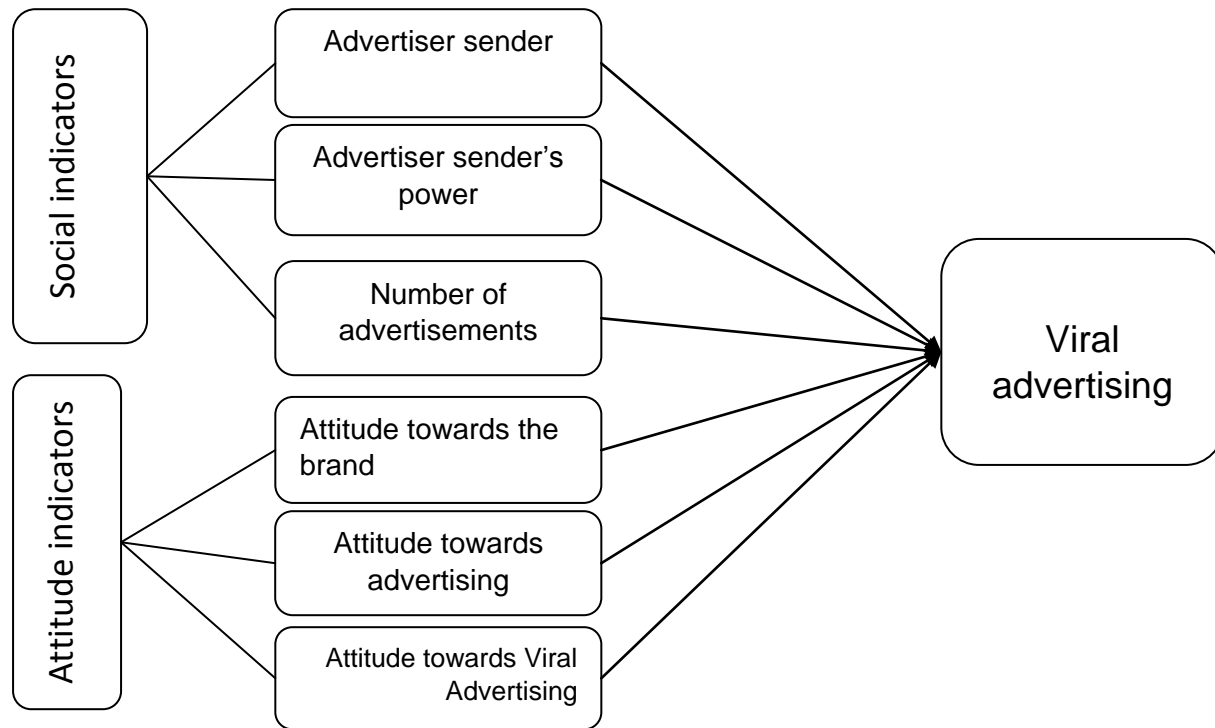 Social indicators
Advertiser sender
Advertiser sender’s
power
Number of
advertisements
Attitude indicators
Attitude towards the
brand
Attitude towards
advertising
Attitude towards Viral
Advertising
Viral
advertising